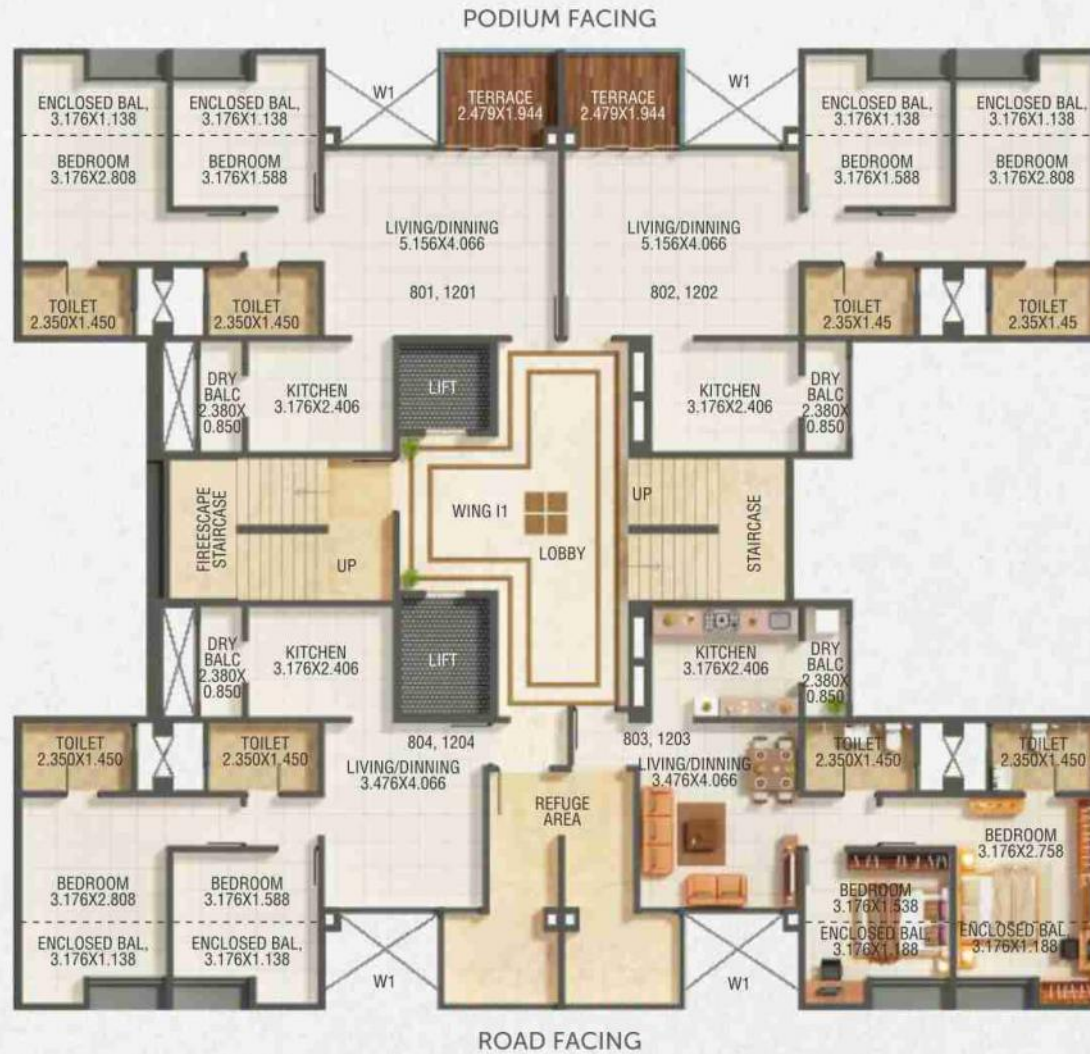 PODIUM FACING
W1
TERRACE
2.479X1.944
TERRACE
2.479X1.944
W1
ENCLOSED BAL,
3.176X1.138
ENCLOSED BAL,
3.176X1.138
ENCLOSED BAL,
3.176X1.138
ENCLOSED BAL,
3.176X1.138
BEDROOM
3.176X2.808
BEDROOM
3.176X1.588
BEDROOM
3.176X1.588
BEDROOM
3.176X2.808
LIVING/DINNING
5.156X4.066
LIVING/DINNING
5.156X4.066
801, 1201
802, 1202
TOILET
2.350X1.450
TOILET
2.350X1.450
TOILET
2.35X1.45
TOILET
2.35X1.45
DRY
BALC
2.380X
0.850
KITCHEN
3.176X2.406
LIFT
KITCHEN
3.176X2.406
DRY
BALC
2.380X
0.850
FIREESCAPE
STAIRCASE
UP
WING I1
LOBBY
UP
STAIRCASE
DRY
BALC
2.380X
0.850
KITCHEN
3.176X2.406
LIFT
KITCHEN
3.176X2.406
DRY
BALC
2.380X
0.850
TOILET
2.350X1.450
TOILET
2.350X1.450
804, 1204
LIVING/DINNING
3.476X4.066
803, 1203
LIVING/DINNING
3.476X4.066
TOILET
2.350X1.450
TOILET
2.350X1.450
REFUGE
AREA
BEDROOM
3.176X2.758
BEDROOM
3.176X2.808
BEDROOM
3.176X1.588
BEDROOM
3.176X1.538
ENCLOSED BAL,
3.176X1.138
ENCLOSED BAL,
3.176X1.138
ENCLOSED BAL,
3.176X1.188
ENCLOSED BAL,
3.176X1.188
W1
W1
ROAD FACING